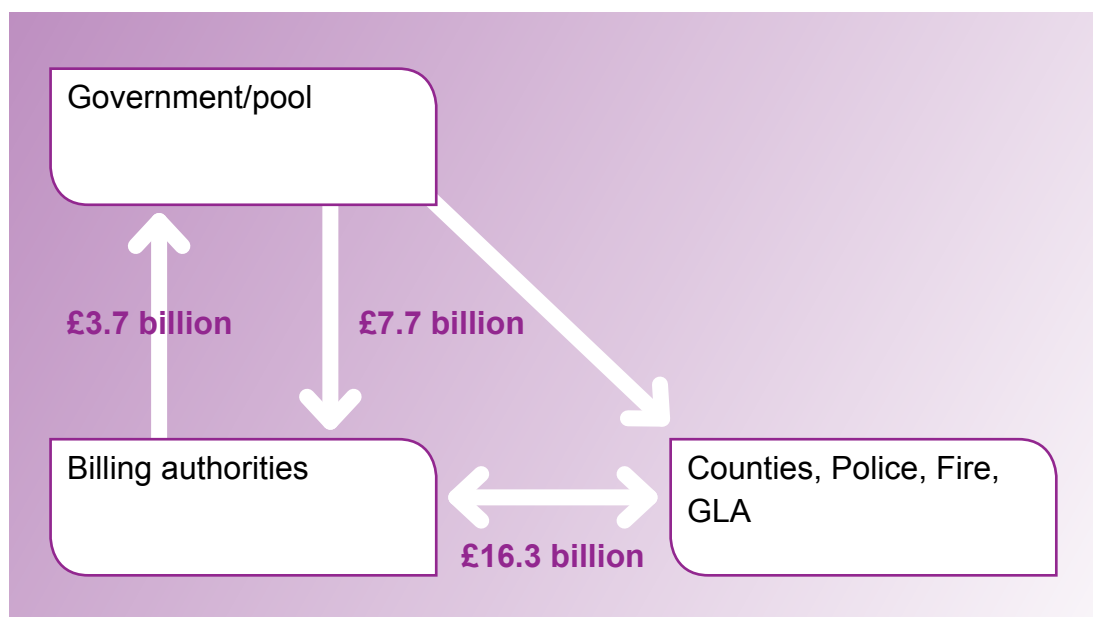 Government/pool
£3.7 billion
£7.7 billion
Billing authorities
Counties, Police, Fire,
GLA
£16.3 billion